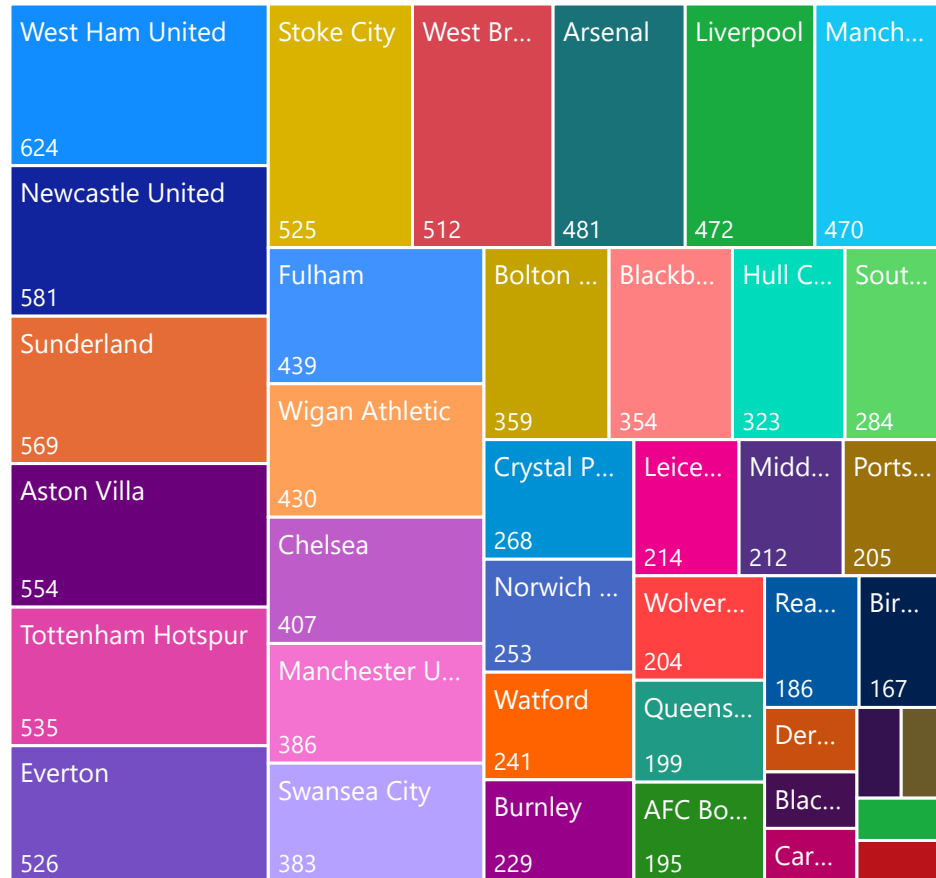 West Ham United
624
Newcastle United
581
Sunderland
569
Aston Villa
554
Tottenham Hotspur
535
Everton
526
Stoke City
525
West Br...
512
Arsenal
481
Liverpool
472
Manch...
470
Fulham
439
Wigan Athletic
430
Chelsea
407
Manchester U...
386
Swansea City
383
Bolton ...
359
Blackb...
354
Hull C...
323
Sout...
284
Crystal P...
268
Norwich ...
253
Watford
241
Burnley
229
Leice...
214
Midd...
212
Ports...
205
Wolver...
204
Queens...
199
AFC Bo...
195
Rea...
186
Bir...
167
Der...
Blac...
Car...